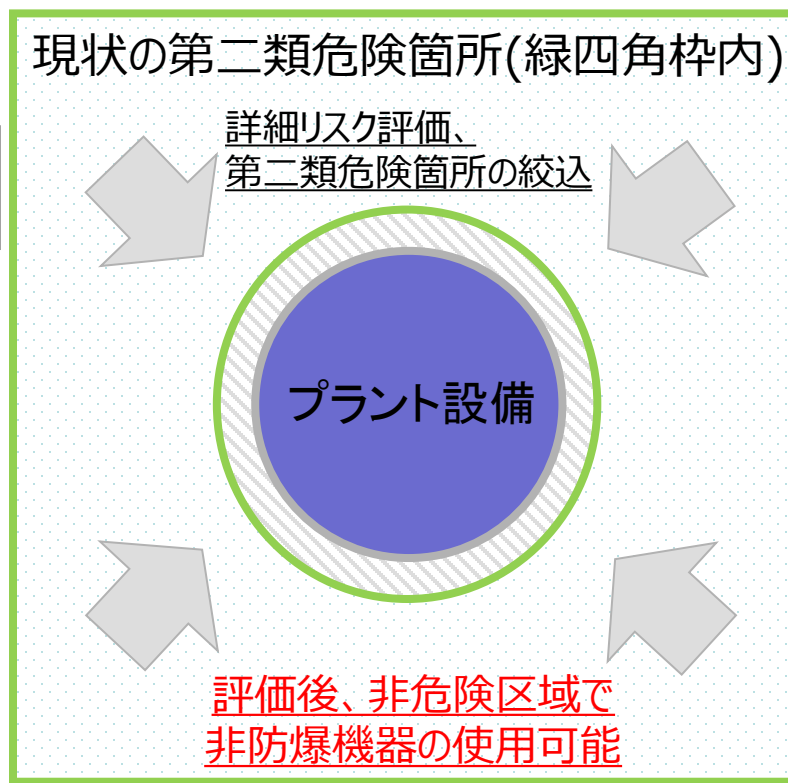 現状の第二類危険箇所(緑四角枠内)
詳細リスク評価、
第二類危険箇所の絞込
プラント設備
評価後、非危険区域で
非防爆機器の使用可能